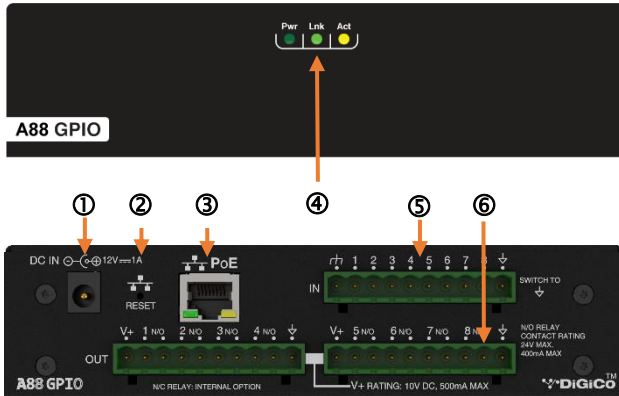 Pwr Lnk Act
A88 GPIO
① ② ③ ④ ⑤ ⑥
DC IN 12V 1A
PoE
RESET
IN
1 2 3 4 5 6 7 8
SWITCH TO
V+ 1 N/O 2 N/O 3 N/O 4 N/O
V+ 5 N/O 6 N/O 7 N/O 8 N/O
N/O RELAY
CONTACT RATING
24V MAX.
400mA MAX
OUT
A88 GPIO
N/C RELAY: INTERNAL OPTION
V+ RATING: 10V DC, 500mA MAX
DiGiCo TM